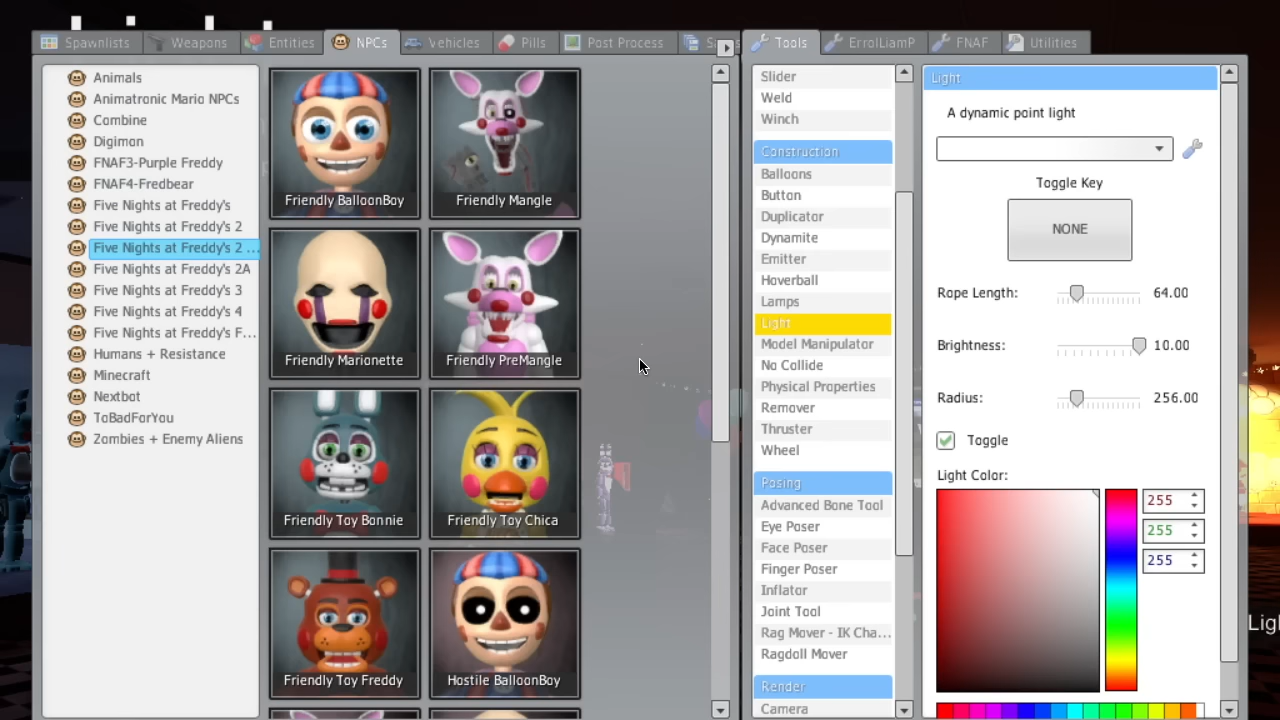 Spawnlists
Weapons
Entities
NPCs
Vehicles
Pills
Post Process
Tools
ErrolLiamP
FNAF
Utilities
Animals
Animatronic Mario NPCs
Combine
Digimon
FNAF3-Purple Freddy
FNAF4-Fredbear
Five Nights at Freddy's
Five Nights at Freddy's 2
Five Nights at Freddy's 2 ...
Five Nights at Freddy's 2A
Five Nights at Freddy's 3
Five Nights at Freddy's 4
Five Nights at Freddy's F...
Humans + Resistance
Minecraft
Nextbot
ToBadForYou
Zombies + Enemy Aliens
Friendly BalloonBoy
Friendly Mangle
Friendly Marionette
Friendly PreMangle
Friendly Toy Bonnie
Friendly Toy Chica
Friendly Toy Freddy
Hostile BalloonBoy
Slider
Weld
Winch
Construction
Balloons
Button
Duplicator
Dynamite
Emitter
Hoverball
Lamps
Light
Model Manipulator
No Collide
Physical Properties
Remover
Thruster
Wheel
Posing
Advanced Bone Tool
Eye Poser
Face Poser
Finger Poser
Inflator
Joint Tool
Rag Mover - IK Cha...
Ragdoll Mover
Render
Camera
Light
A dynamic point light
Toggle Key
NONE
Rope Length: 64.00
Brightness: 10.00
Radius: 256.00
Toggle
Light Color:
255
255
255